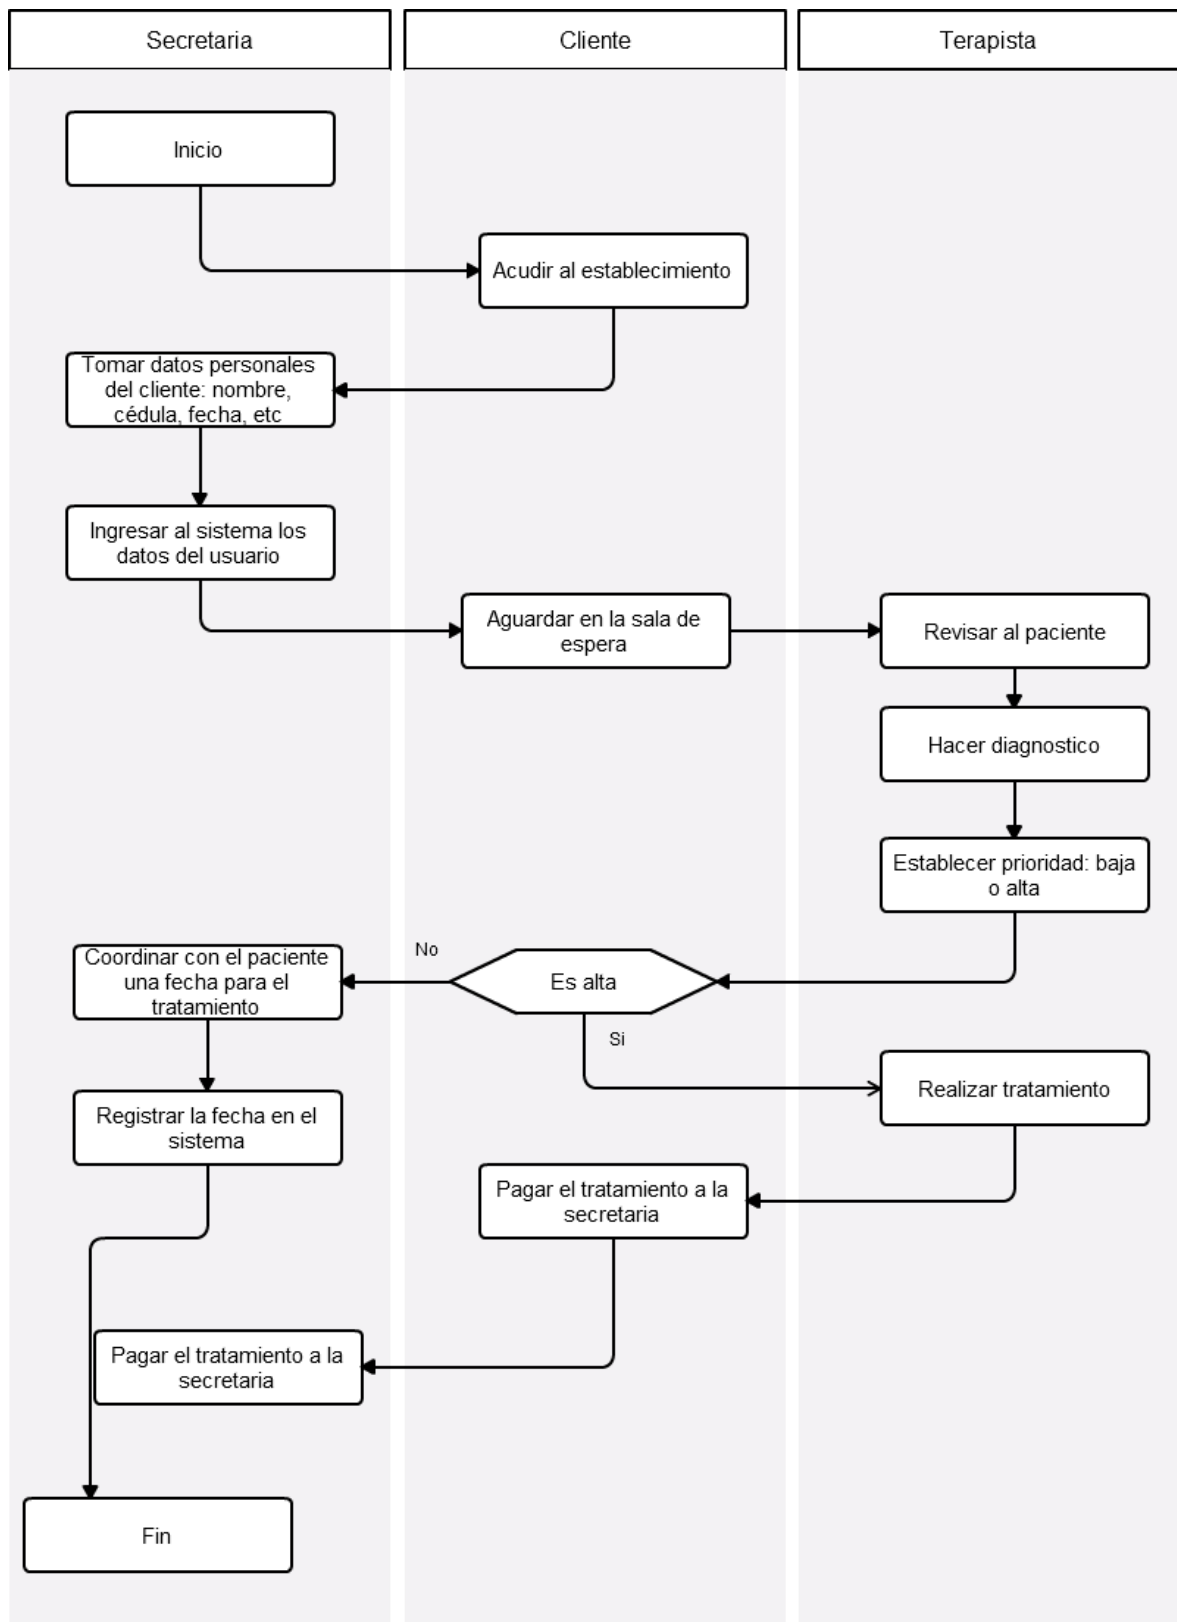 Secretaria
Cliente
Terapista
Inicio
Acudir al establecimiento
Tomar datos personales
del cliente: nombre,
cédula, fecha, etc
Ingresar al sistema los
datos del usuario
Aguardar en la sala de
espera
Revisar al paciente
Hacer diagnostico
Establecer prioridad: baja
o alta
Es alta
No
Coordinar con el paciente
una fecha para el
tratamiento
Si
Realizar tratamiento
Registrar la fecha en el
sistema
Pagar el tratamiento a la
secretaria
Pagar el tratamiento a la
secretaria
Fin